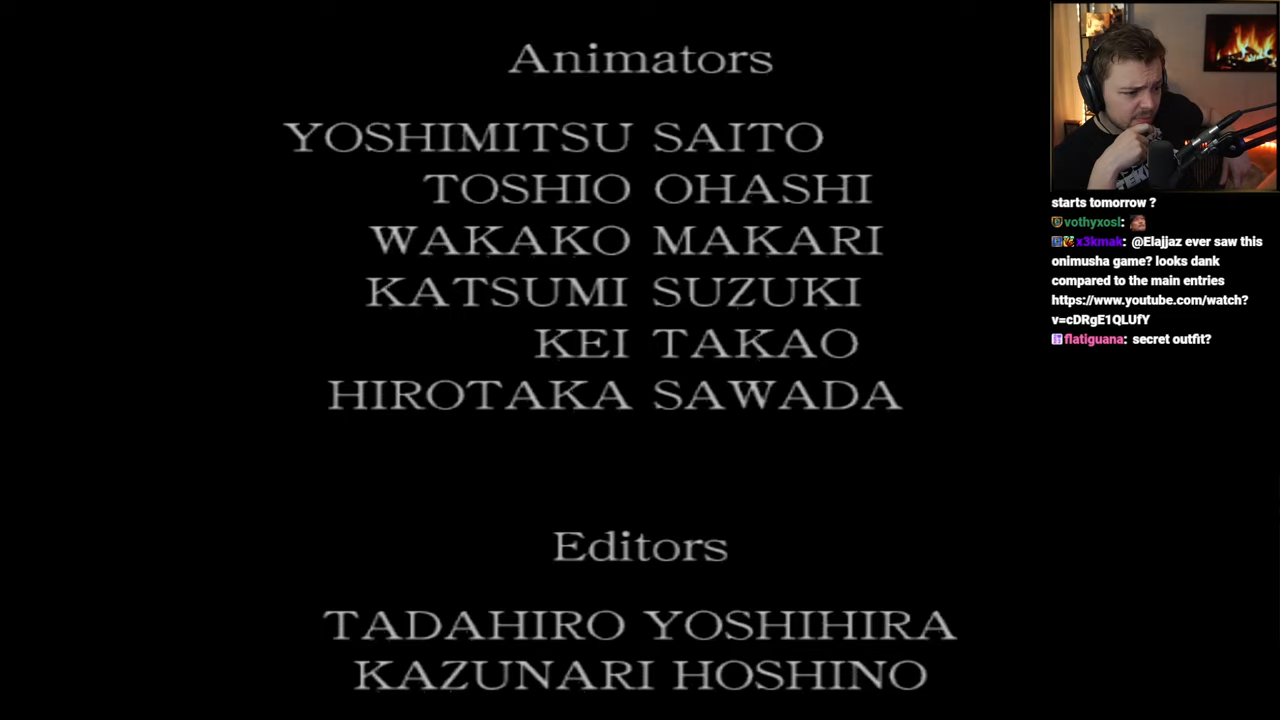 Animators
YOSHIMITSU SAITO
TOSHIO OHASHI
WAKAKO MAKARI
KATSUMI SUZUKI
KEI TAKAO
HIROTAKA SAWADA
Editors
TADAHIRO YOSHIHIRA
KAZUNARI HOSHINO
starts tomorrow ?
vothyxosl:
x3kmak: @Elajjaz ever saw this
onimusha game? looks dank
compared to the main entries
https://www.youtube.com/watch?
v=cDRgE1QLUfY
flatiguana: secret outfit?